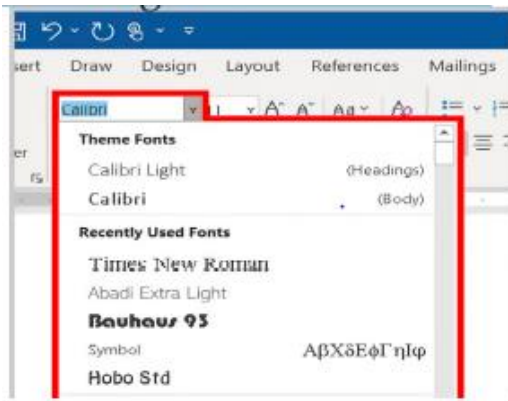 sert Draw Design Layout References Mailings
Calibri
Theme Fonts
Calibri Light (Headings)
Calibri (Body)
Recently Used Fonts
Times New Roman
Abadi Extra Light
Bauhaus 93
Symbol ΑβΧδΕφΓηΙφ
Hobo Std